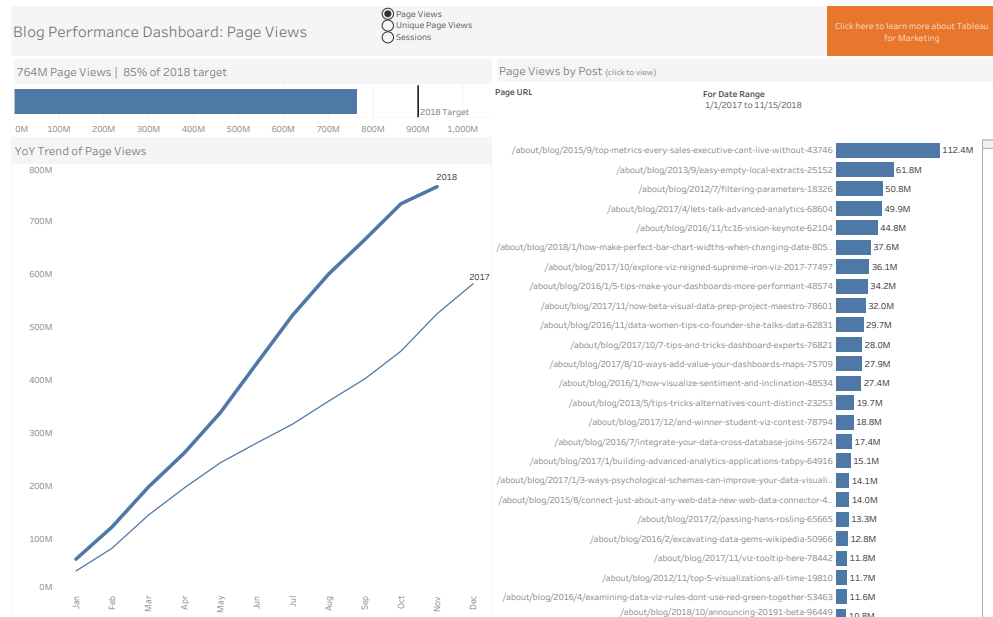 Blog Performance Dashboard: Page Views
Page Views
Unique Page Views
Sessions
Click here to learn more about Tableau
for Marketing
764M Page Views | 85% of 2018 target
2018 Target
0M 100M 200M 300M 400M 500M 600M 700M 800M 900M 1,000M
YoY Trend of Page Views
800M
700M
600M
500M
400M
300M
200M
100M
0M
2018
2017
Jan Feb Mar Apr May Jun Jul Aug Sep Oct Nov Dec
Page Views by Post (click to view)
Page URL
For Date Range
1/1/2017 to 11/15/2018
/about/blog/2015/9/top-metrics-every-sales-executive-cant-live-without-43746 112.4M
/about/blog/2013/9/easy-empty-local-extracts-25152 61.8M
/about/blog/2012/7/filtering-parameters-18326 50.8M
/about/blog/2017/4/lets-talk-advanced-analytics-68604 49.9M
/about/blog/2016/11/tc16-vision-keynote-62104 44.8M
/about/blog/2018/1/how-make-perfect-bar-chart-widths-when-changing-date-805.. 37.6M
/about/blog/2017/10/explore-viz-reigned-supreme-iron-viz-2017-77497 36.1M
/about/blog/2016/1/5-tips-make-your-dashboards-more-performant-48574 34.2M
/about/blog/2017/11/now-beta-visual-data-prep-project-maestro-78601 32.0M
/about/blog/2016/11/data-women-tips-co-founder-she-talks-data-62831 29.7M
/about/blog/2017/10/7-tips-and-tricks-dashboard-experts-76821 28.0M
/about/blog/2017/8/10-ways-add-value-your-dashboards-maps-75709 27.9M
/about/blog/2016/1/how-visualize-sentiment-and-inclination-48534 27.4M
/about/blog/2013/5/tips-tricks-alternatives-count-distinct-23253 19.7M
/about/blog/2017/12/and-winner-student-viz-contest-78794 18.8M
/about/blog/2016/7/integrate-your-data-cross-database-joins-56724 17.4M
/about/blog/2017/1/building-advanced-analytics-applications-tabpy-64916 15.1M
/about/blog/2017/1/3-ways-psychological-schemas-can-improve-your-data-visuali.. 14.1M
/about/blog/2015/8/connect-just-about-any-web-data-new-web-data-connector-4.. 14.0M
/about/blog/2017/2/passing-hans-rosling-65665 13.3M
/about/blog/2016/2/excavating-data-gems-wikipedia-50966 12.8M
/about/blog/2017/11/viz-tooltip-here-78442 11.8M
/about/blog/2012/11/top-5-visualizations-all-time-19810 11.7M
/about/blog/2016/4/examining-data-viz-rules-dont-use-red-green-together-53463 11.6M
/about/blog/2018/10/announcing-20191-beta-96449 10.8M